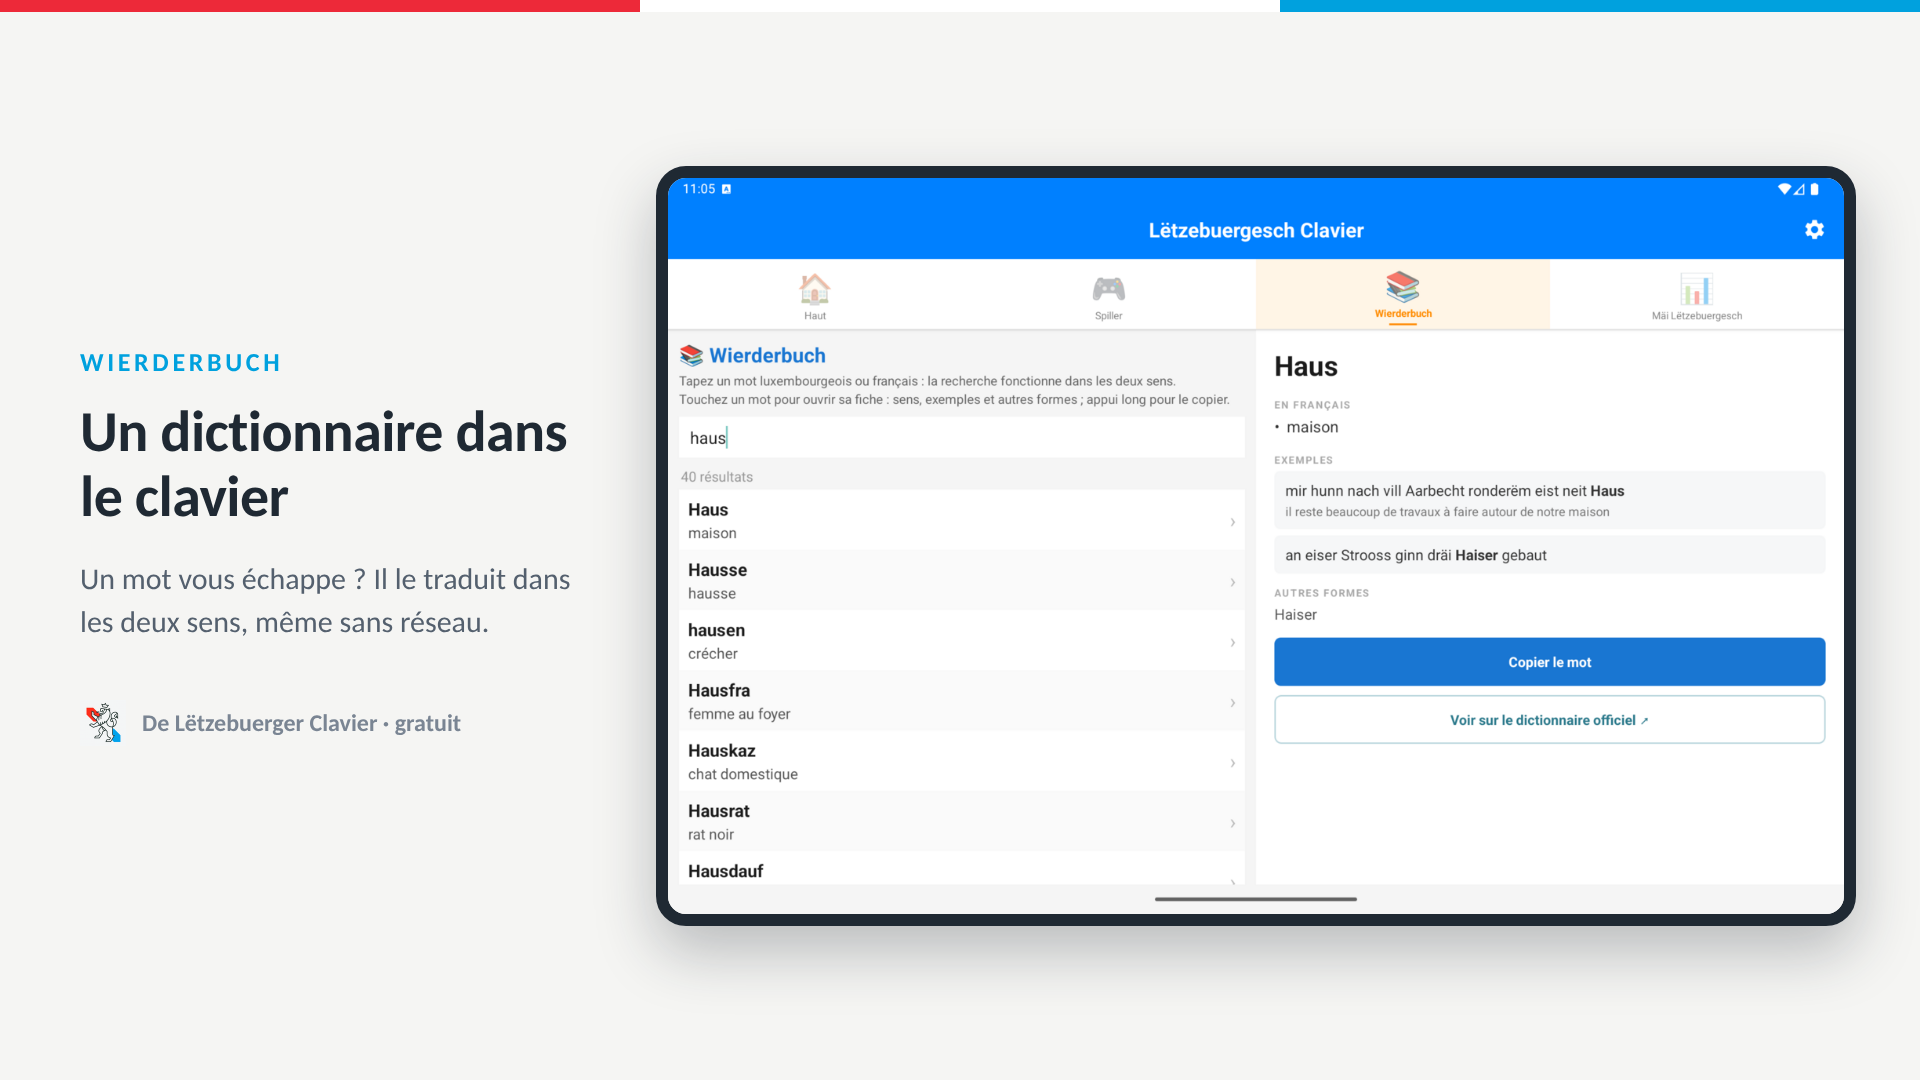 WIERDERBUCH
Un dictionnaire dans
le clavier
Un mot vous échappe ? Il le traduit dans
les deux sens, même sans réseau.
De Lëtzebuerger Clavier · gratuit
11:05
Lëtzebuergesch Clavier
Haut
Spiller
Wierderbuch
Mäi Lëtzebuergesch
Wierderbuch
Tapez un mot luxembourgeois ou français : la recherche fonctionne dans les deux sens.
Touchez un mot pour ouvrir sa fiche : sens, exemples et autres formes ; appui long pour le copier.
haus
40 résultats
Haus
maison
Hausse
hausse
hausen
crécher
Hausfra
femme au foyer
Hauskaz
chat domestique
Hausrat
rat noir
Hausdauf
Haus
EN FRANÇAIS
• maison
EXEMPLES
mir hunn nach vill Aarbecht ronderëm eist neit Haus
il reste beaucoup de travaux à faire autour de notre maison
an eiser Strooss ginn dräi Haiser gebaut
AUTRES FORMES
Haiser
Copier le mot
Voir sur le dictionnaire officiel ↗